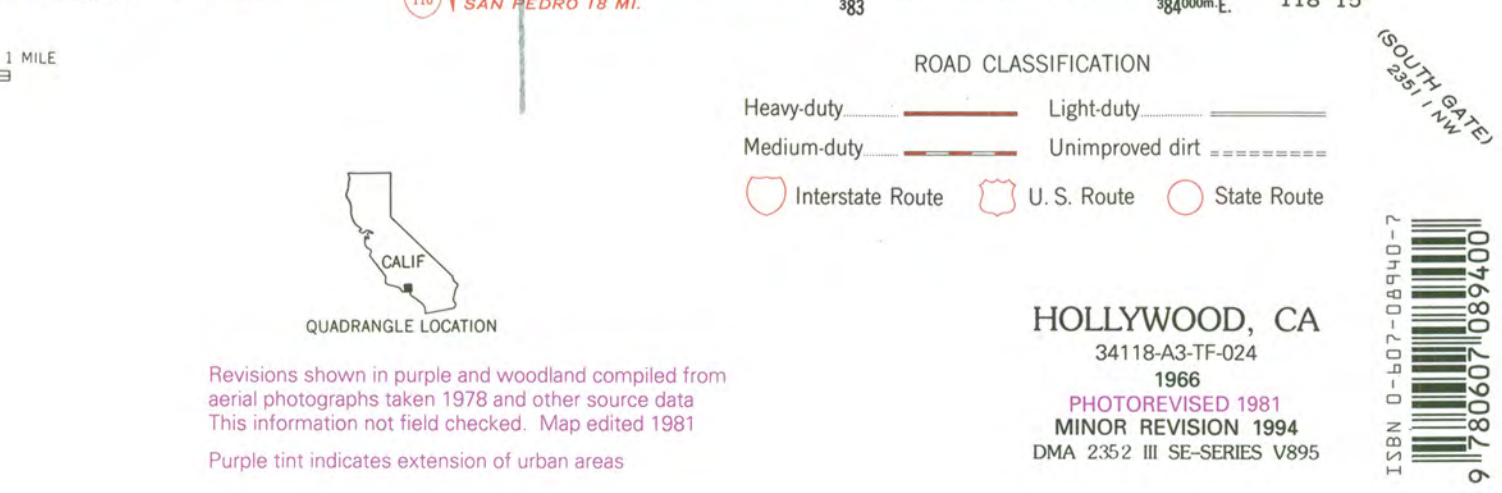 110
SAN PEDRO 18 MI.
383
384000m.E.
118°15'
1 MILE
(SOUTH GATE)
2351 I NW
ROAD CLASSIFICATION
Heavy-duty
Light-duty
Medium-duty
Unimproved dirt
Interstate Route
U. S. Route
State Route
CALIF
QUADRANGLE LOCATION
Revisions shown in purple and woodland compiled from
aerial photographs taken 1978 and other source data
This information not field checked. Map edited 1981
Purple tint indicates extension of urban areas
HOLLYWOOD, CA
34118-A3-TF-024
1966
PHOTOREVISED 1981
MINOR REVISION 1994
DMA 2352 III SE–SERIES V895
ISBN 0-607-08940-7
9 780607 089400